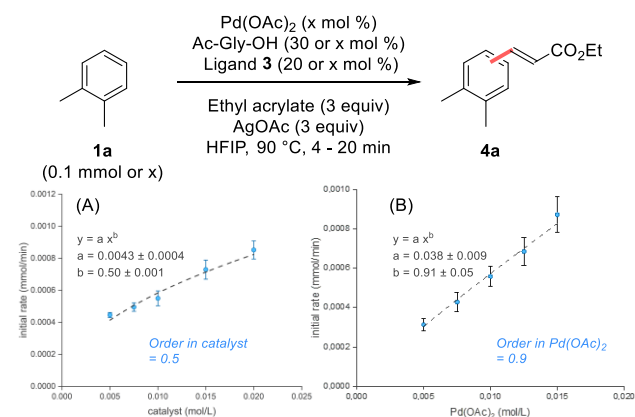 Pd(OAc)2 (x mol %)
Ac-Gly-OH (30 or x mol %)
Ligand 3 (20 or x mol %)
Ethyl acrylate (3 equiv)
AgOAc (3 equiv)
HFIP, 90 °C, 4 - 20 min
1a
(0.1 mmol or x)
CO2Et
4a
(A)
0.0012
0.0010
0.0008
0.0006
0.0004
0.0002
0.0000
initial rate (mmol/min)
y = a x^b
a = 0.0043 ± 0.0004
b = 0.50 ± 0.001
Order in catalyst
= 0.5
0.000 0.005 0.010 0.015 0.020 0.025
catalyst (mol/L)
(B)
0,0010
0,0008
0,0006
0,0004
0,0002
0,0000
initial rate (mmol/min)
y = a x^b
a = 0.038 ± 0.009
b = 0.91 ± 0.05
Order in Pd(OAc)2
= 0.9
0,000 0,005 0,010 0,015 0,020
Pd(OAc)2 (mol/L)